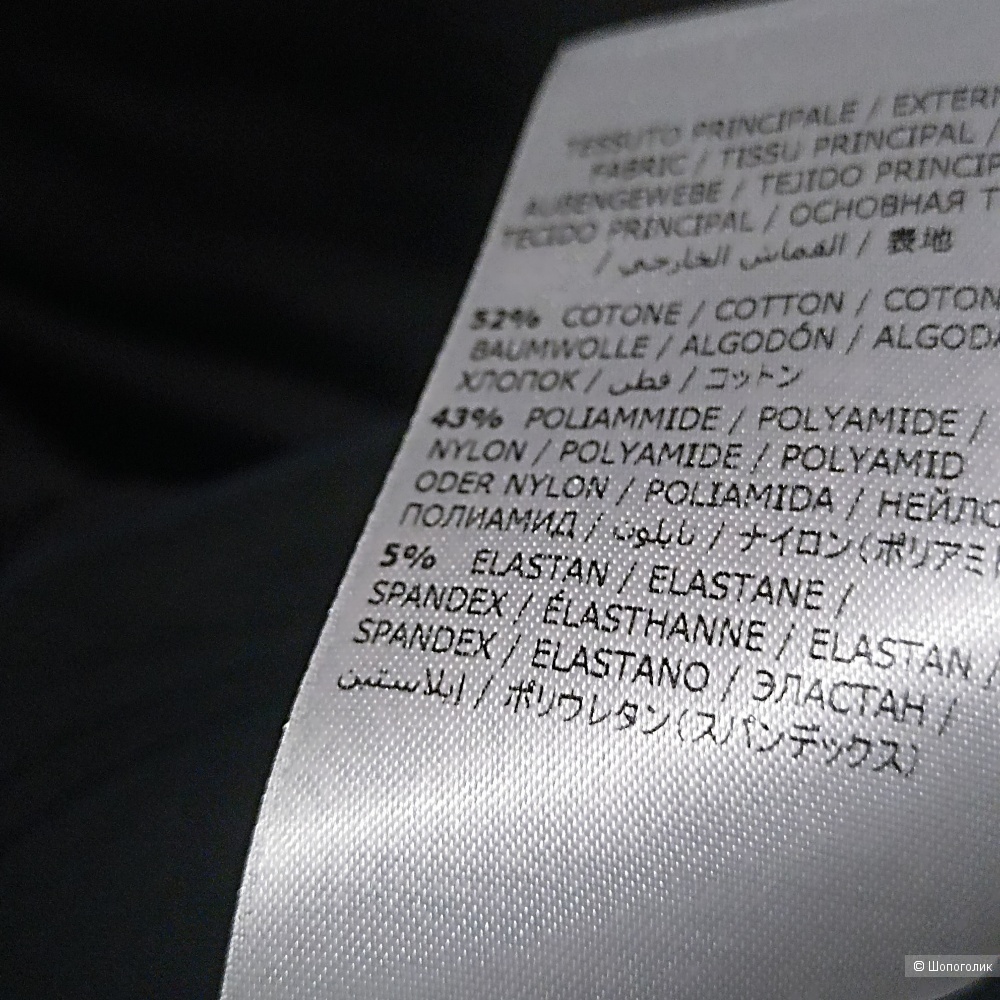 TESSUTO PRINCIPALE / EXTERN
FABRIC / TISSU PRINCIPAL /
AUßENGEWEBE / TEJIDO PRINCIP
TECIDO PRINCIPAL / ОСНОВНАЯ Т
/ القماش الخارجي / 表地
52% COTONE / COTTON / COTON
BAUMWOLLE / ALGODÓN / ALGODÃ
ХЛОПОК / قطن / コットン
43% POLIAMMIDE / POLYAMIDE /
NYLON / POLYAMIDE / POLYAMID
ODER NYLON / POLIAMIDA / НЕЙЛО
ПОЛИАМИД / نايلون / ナイロン(ポリアミド
5% ELASTAN / ELASTANE /
SPANDEX / ÉLASTHANNE / ELASTAN /
SPANDEX / ELASTANO / ЭЛАСТАН /
إيلاستين / ポリウレタン(スパンデックス)
© Шопоголик